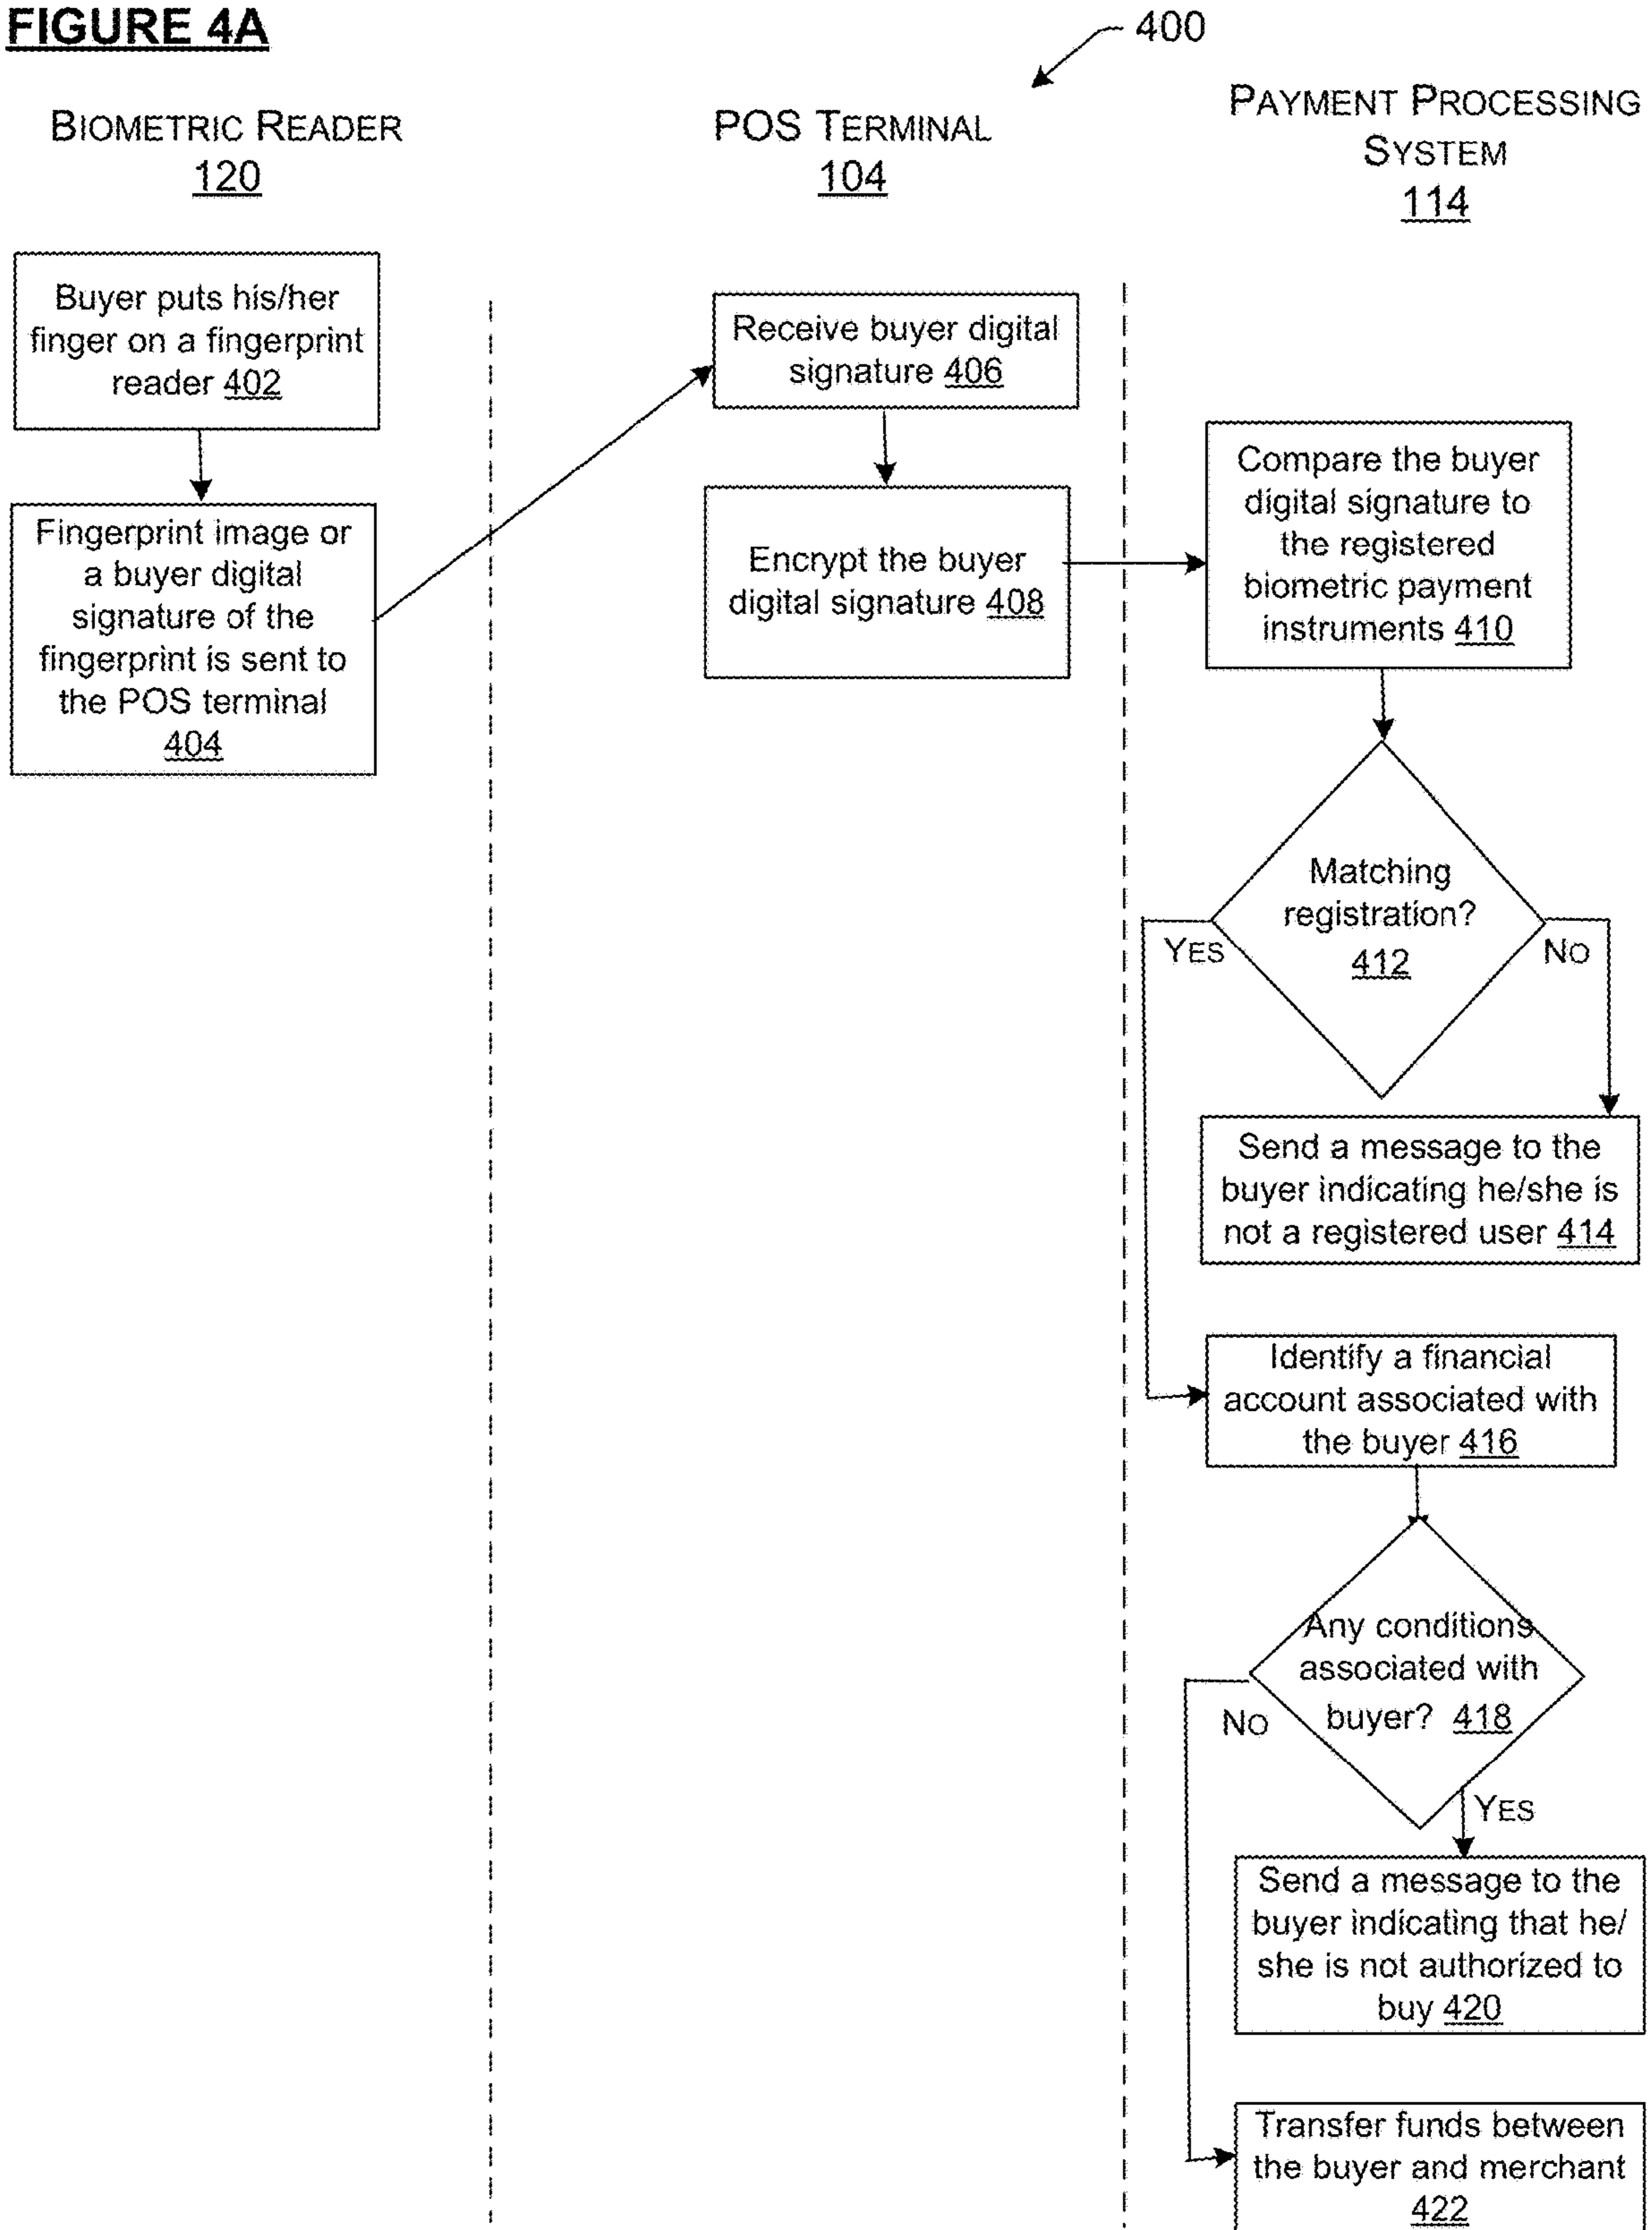 FIGURE 4A
400
BIOMETRIC READER
120
POS TERMINAL
104
PAYMENT PROCESSING
SYSTEM
114
Buyer puts his/her
finger on a fingerprint
reader 402
Fingerprint image or
a buyer digital
signature of the
fingerprint is sent to
the POS terminal
404
Receive buyer digital
signature 406
Encrypt the buyer
digital signature 408
Compare the buyer
digital signature to
the registered
biometric payment
instruments 410
Matching
registration?
412
YES
NO
Send a message to the
buyer indicating he/she is
not a registered user 414
Identify a financial
account associated with
the buyer 416
Any conditions
associated with
buyer? 418
NO
YES
Send a message to the
buyer indicating that he/
she is not authorized to
buy 420
Transfer funds between
the buyer and merchant
422